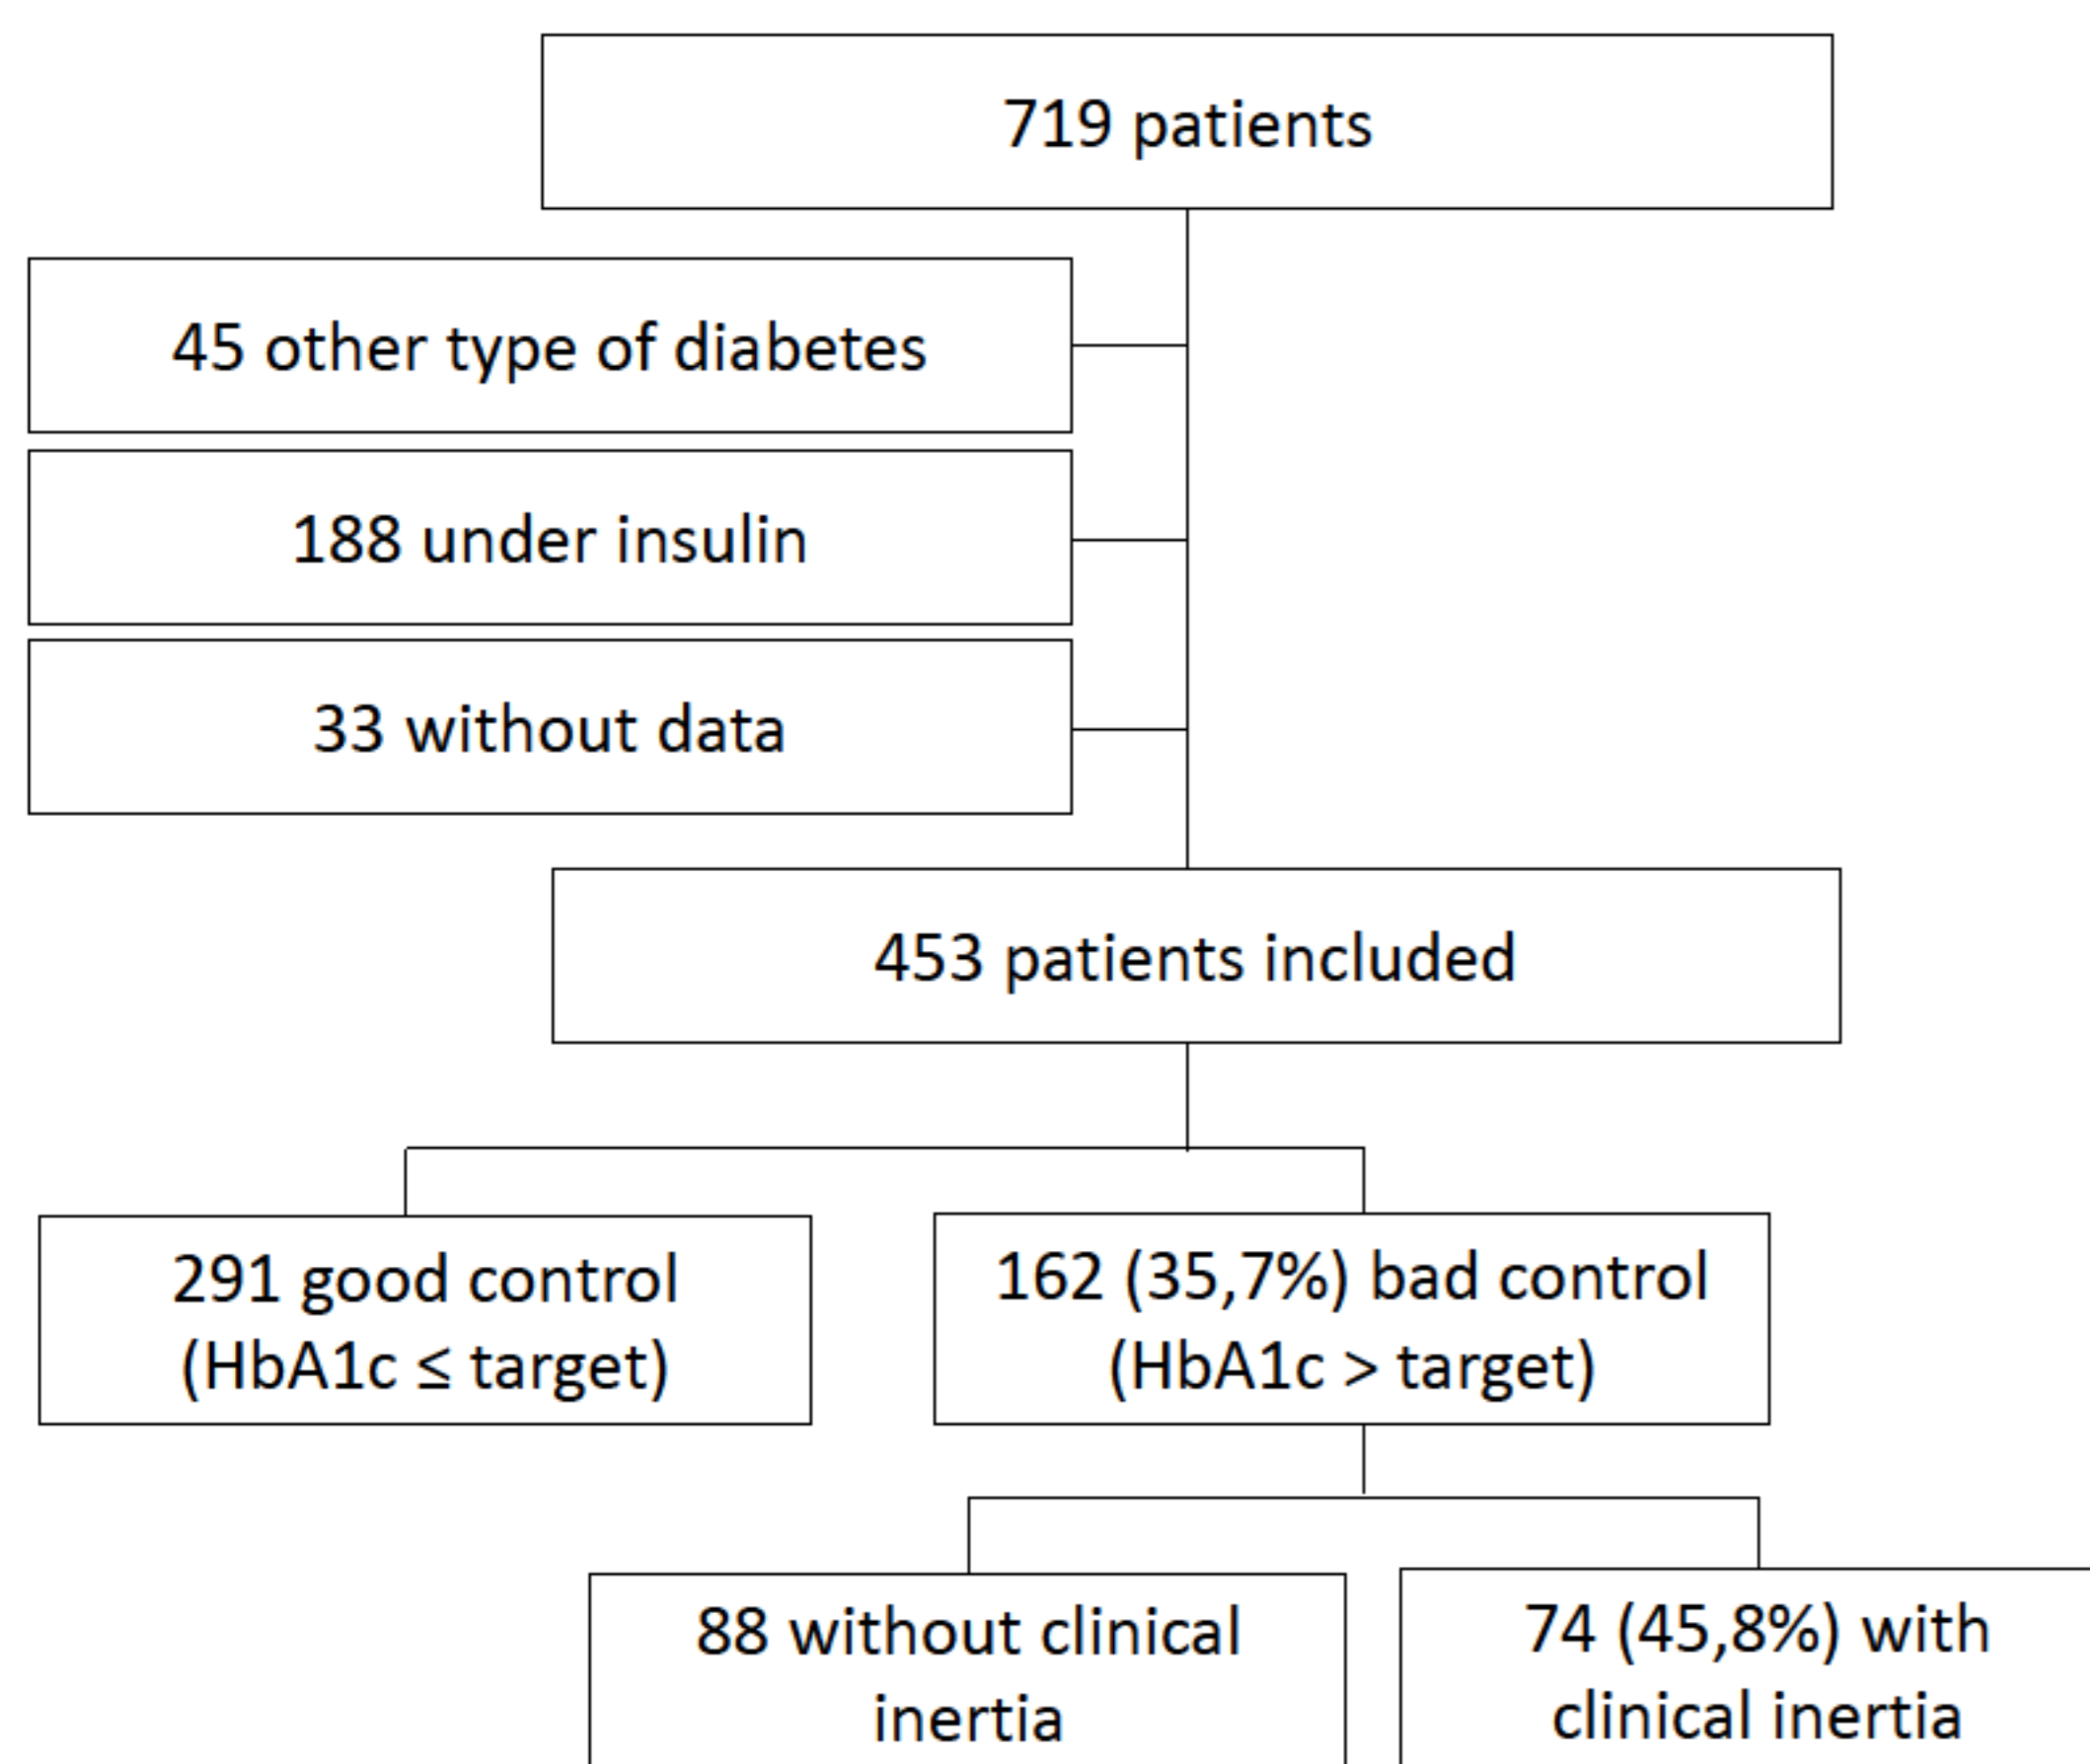 719 patients
45 other type of diabetes
188 under insulin
33 without data
453 patients included
291 good control
(HbA1c ≤ target)
162 (35,7%) bad control
(HbA1c > target)
88 without clinical
inertia
74 (45,8%) with
clinical inertia